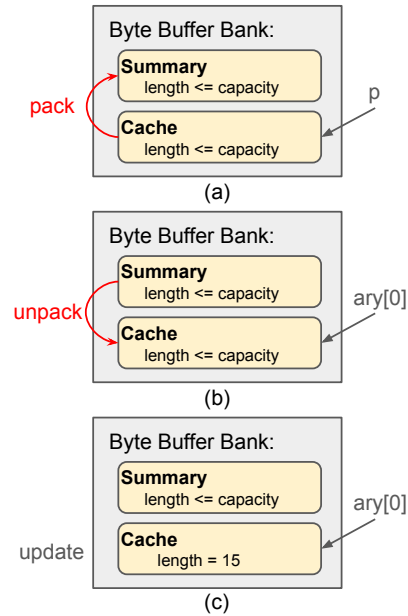 Byte Buffer Bank:
Summary
length <= capacity
pack
p
Cache
length <= capacity
(a)
Byte Buffer Bank:
Summary
length <= capacity
unpack
ary[0]
Cache
length <= capacity
(b)
Byte Buffer Bank:
Summary
length <= capacity
ary[0]
update
Cache
length = 15
(c)